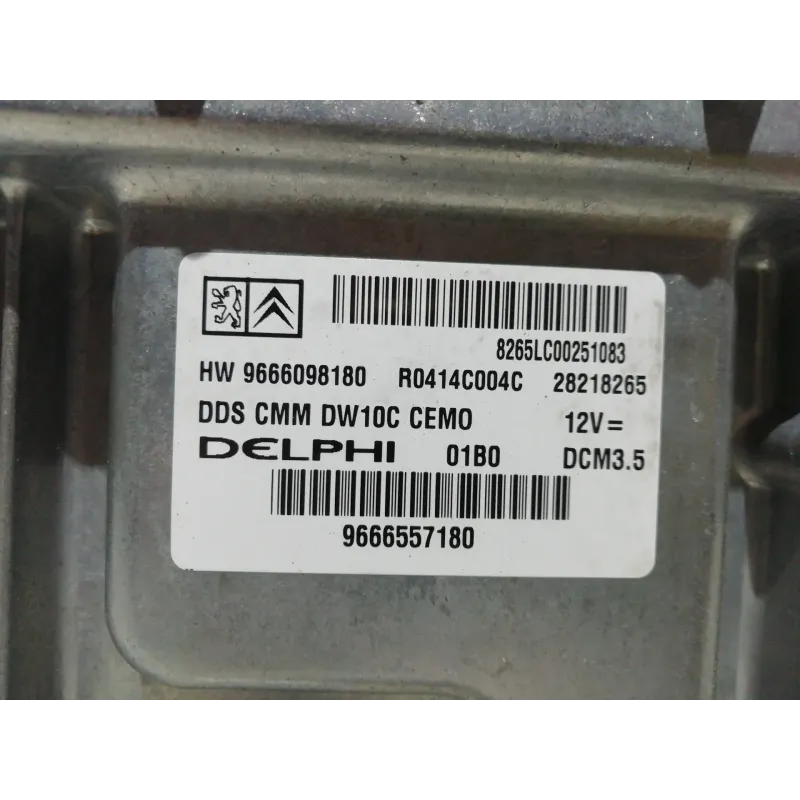 8265LC00251083
HW 9666098180 R0414C004C 28218265
DDS CMM DW10C CEMO 12V=
DELPHI 01B0 DCM3.5
9666557180